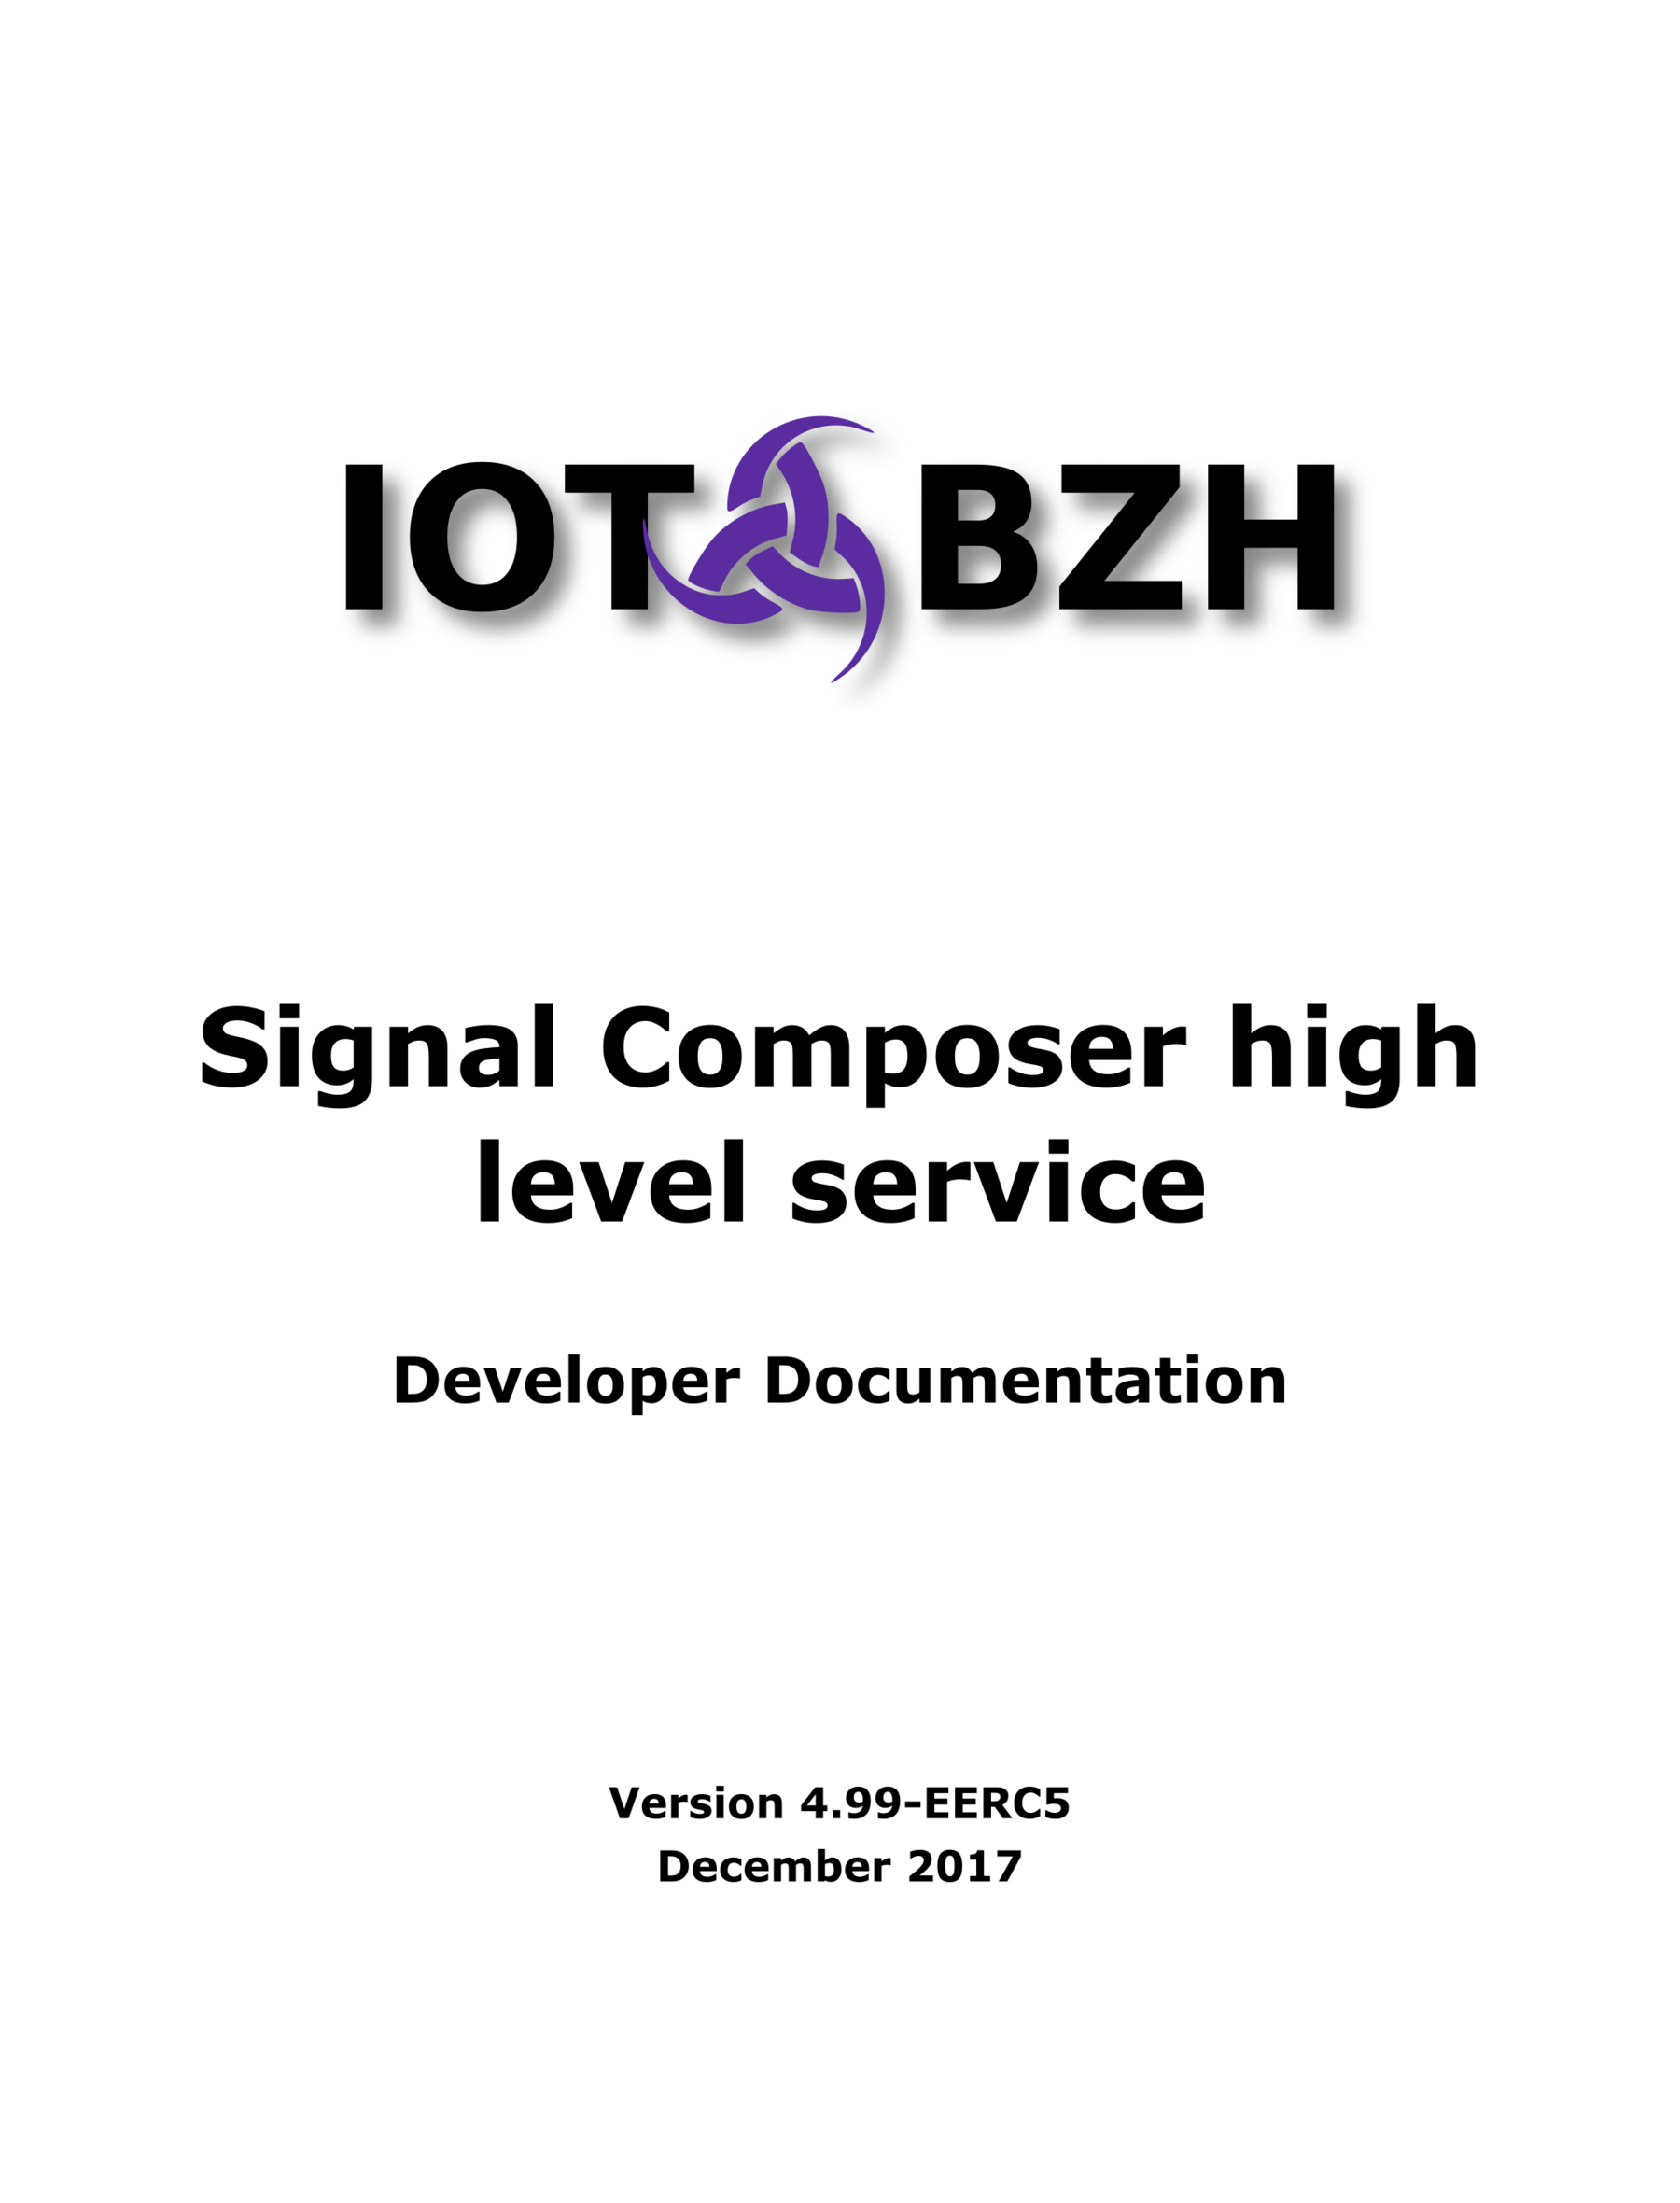 IOT BZH
Signal Composer high
level service
Developer Documentation
Version 4.99-EERC5
December 2017